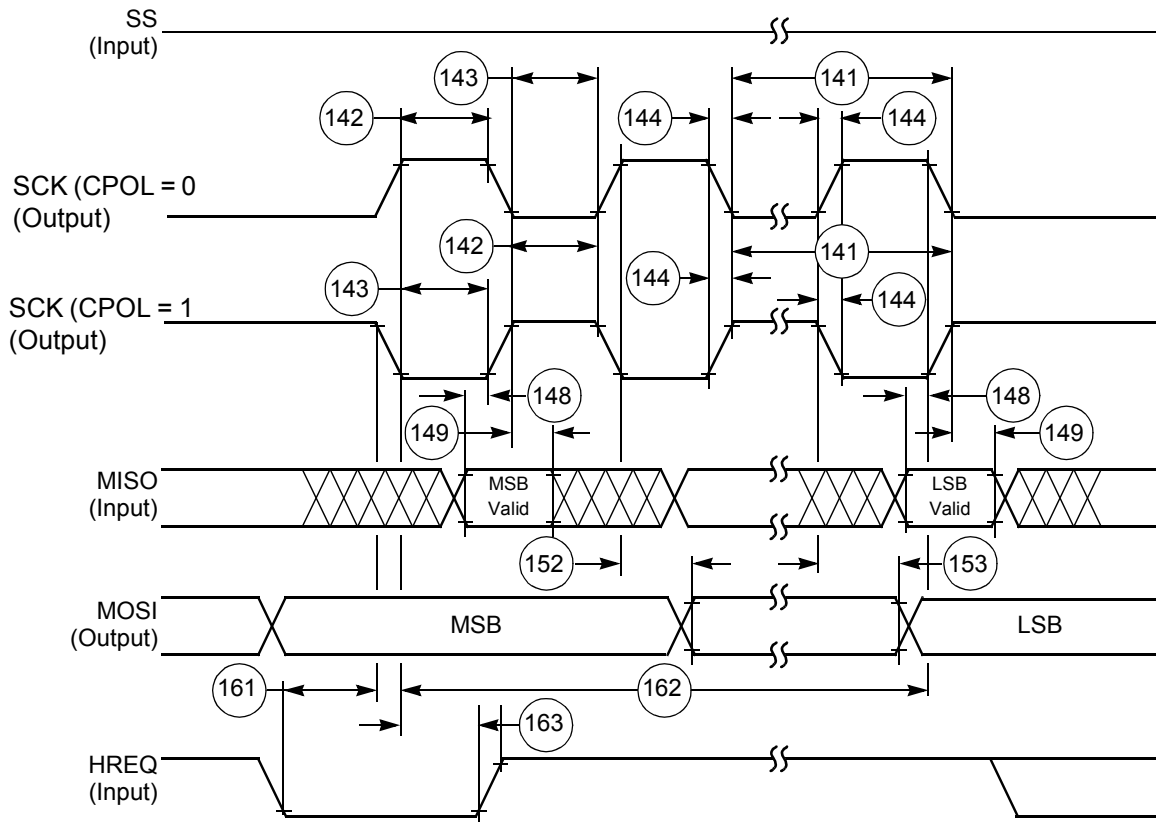 SS
(Input)
143
141
142
144
144
SCK (CPOL = 0
(Output)
142
141
144
143
144
SCK (CPOL = 1
(Output)
148
148
149
149
MISO
(Input)
MSB
Valid
LSB
Valid
152
153
MOSI
(Output)
MSB
LSB
161
162
163
HREQ
(Input)